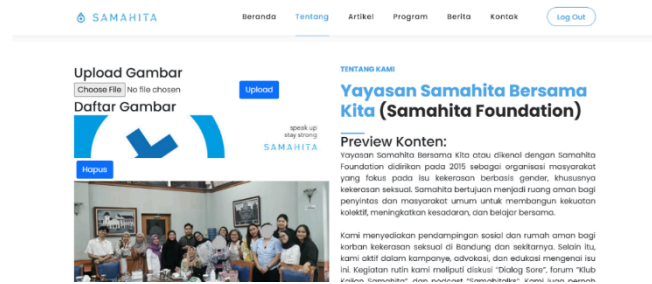 SAMAHITA
Beranda Tentang Artikel Program Berita Kontak Log Out
Upload Gambar
Choose File No file chosen Upload
Daftar Gambar
speak up
stay strong
SAMAHITA
Hapus
TENTANG KAMI
Yayasan Samahita Bersama
Kita (Samahita Foundation)
Preview Konten:
Yayasan Samahita Bersama Kita atau dikenal dengan Samahita
Foundation didirikan pada 2015 sebagai organisasi masyarakat
yang fokus pada isu kekerasan berbasis gender, khususnya
kekerasan seksual. Samahita bertujuan menjadi ruang aman bagi
penyintas dan masyarakat umum untuk membangun kekuatan
kolektif, meningkatkan kesadaran, dan belajar bersama.
Kami menyediakan pendampingan sosial dan rumah aman bagi
korban kekerasan seksual di Bandung dan sekitarnya. Selain itu,
kami aktif dalam kampanye, advokasi, dan edukasi mengenai isu
ini. Kegiatan rutin kami meliputi diskusi "Dialog Sore", forum "Klub
Kajian Samahita", dan podcast "Samahitalks". Kami juga pernah